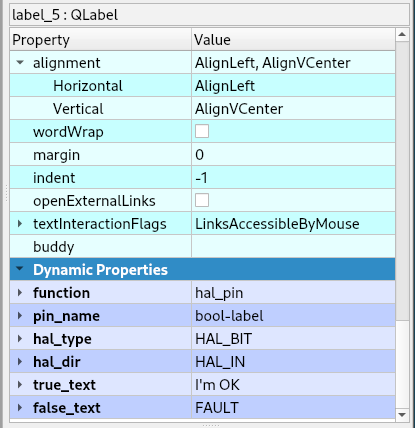 label_5 : QLabel
Property Value
alignment AlignLeft, AlignVCenter
Horizontal AlignLeft
Vertical AlignVCenter
wordWrap
margin 0
indent -1
openExternalLinks
textInteractionFlags LinksAccessibleByMouse
buddy
Dynamic Properties
function hal_pin
pin_name bool-label
hal_type HAL_BIT
hal_dir HAL_IN
true_text I'm OK
false_text FAULT